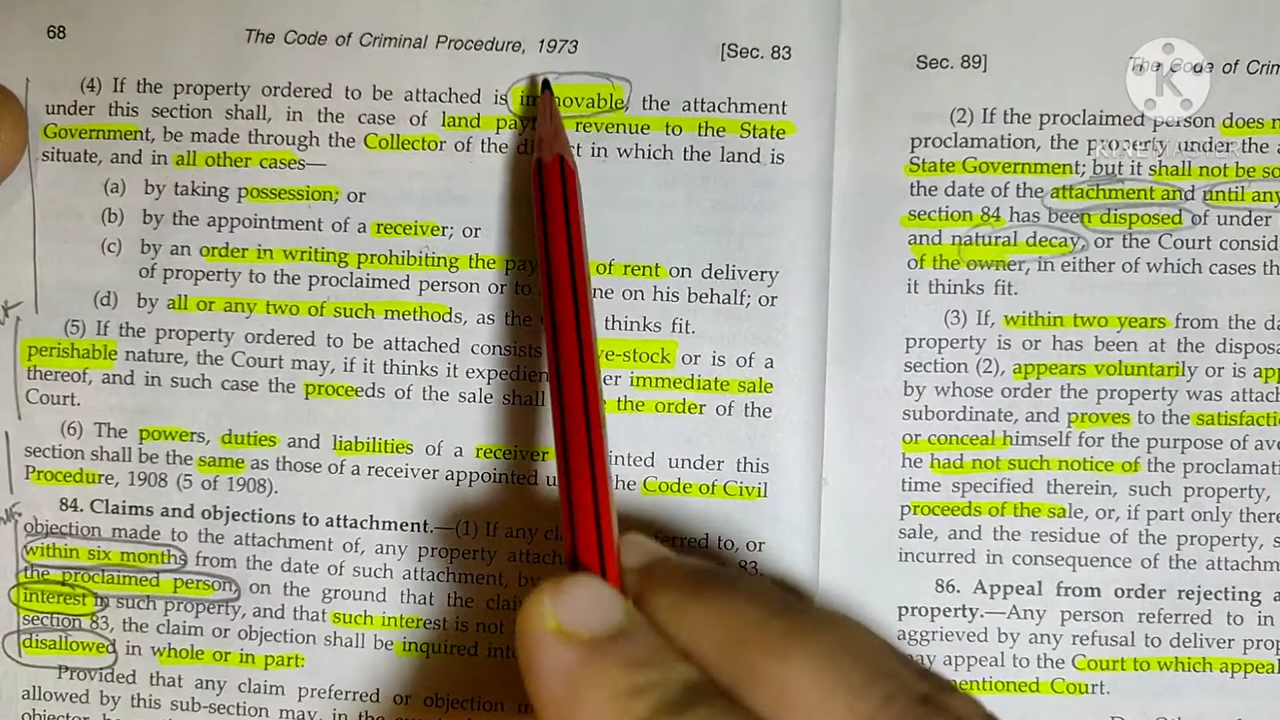 68
The Code of Criminal Procedure, 1973
[Sec. 83
(4) If the property ordered to be attached is immovable, the attachment
under this section shall, in the case of land revenue to the State
Government, be made through the Collector of the in which the land is
situate, and in all other cases—
(a) by taking possession; or
(b) by the appointment of a receiver; or
(c) by an order in writing prohibiting the of rent on delivery
of property to the proclaimed person or to on his behalf; or
(d) by all or any two of such methods, as the thinks fit.
(5) If the property ordered to be attached consists or is of a
perishable nature, the Court may, if it thinks it immediate sale
thereof, and in such case the proceeds of the sale shall the order of the
Court.
(6) The powers, duties and liabilities of a receiver under this
section shall be the same as those of a receiver appointed the Code of Civil
Procedure, 1908 (5 of 1908).
84. Claims and objections to attachment.—(1) If any to, or
objection made to the attachment of, any property 83,
within six months from the date of such attachment, by
the proclaimed person, on the ground that the
interest in such property, and that such interest is not
section 83, the claim or objection shall be inquired
disallowed in whole or in part:
Provided that any claim preferred or objection
allowed by this sub-section may, in the
Sec. 89]
The Code of
K
KINEMASTER
(2) If the proclaimed person does
proclamation, the property under the
State Government; but it shall not be
the date of the attachment and until any
section 84 has been disposed of under
and natural decay, or the Court
of the owner, in either of which cases
it thinks fit.
(3) If, within two years from the
property is or has been at the
section (2), appears voluntarily or is
by whose order the property was
subordinate, and proves to the
or conceal himself for the purpose of
he had not such notice of the
time specified therein, such property,
proceeds of the sale, or, if part only
sale, and the residue of the property,
incurred in consequence of the
86. Appeal from order rejecting
property.—Any person referred to in
aggrieved by any refusal to deliver
may appeal to the Court to which
Court.